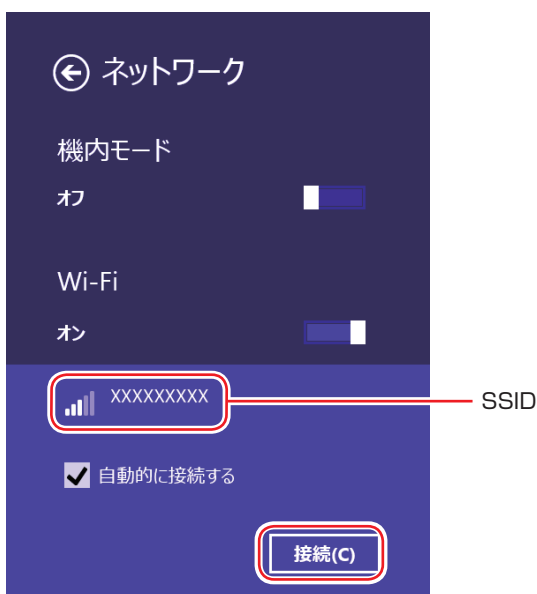 ネットワーク
機内モード
オフ
Wi-Fi
オン
XXXXXXXXX
SSID
自動的に接続する
接続(C)